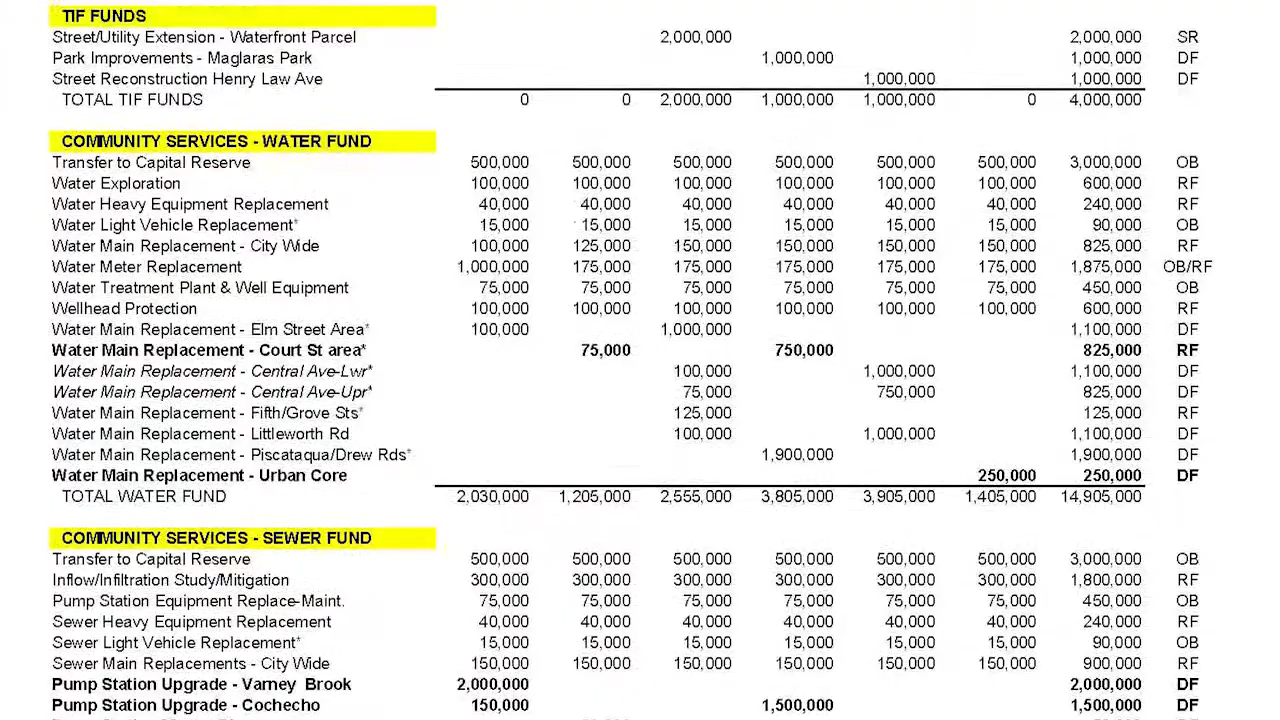 TIF FUNDS
Street/Utility Extension - Waterfront Parcel 2,000,000 2,000,000 SR
Park Improvements - Maglaras Park 1,000,000 1,000,000 DF
Street Reconstruction Henry Law Ave 1,000,000 1,000,000 DF
TOTAL TIF FUNDS 0 0 2,000,000 1,000,000 1,000,000 0 4,000,000
COMMUNITY SERVICES - WATER FUND
Transfer to Capital Reserve 500,000 500,000 500,000 500,000 500,000 500,000 3,000,000 OB
Water Exploration 100,000 100,000 100,000 100,000 100,000 100,000 600,000 RF
Water Heavy Equipment Replacement 40,000 40,000 40,000 40,000 40,000 40,000 240,000 RF
Water Light Vehicle Replacement* 15,000 15,000 15,000 15,000 15,000 15,000 90,000 OB
Water Main Replacement - City Wide 100,000 125,000 150,000 150,000 150,000 150,000 825,000 RF
Water Meter Replacement 1,000,000 175,000 175,000 175,000 175,000 175,000 1,875,000 OB/RF
Water Treatment Plant & Well Equipment 75,000 75,000 75,000 75,000 75,000 75,000 450,000 OB
Wellhead Protection 100,000 100,000 100,000 100,000 100,000 100,000 600,000 RF
Water Main Replacement - Elm Street Area* 100,000 1,000,000 1,100,000 DF
Water Main Replacement - Court St area* 75,000 750,000 825,000 RF
Water Main Replacement - Central Ave-Lwr* 100,000 1,000,000 1,100,000 DF
Water Main Replacement - Central Ave-Upr* 75,000 750,000 825,000 DF
Water Main Replacement - Fifth/Grove Sts* 125,000 125,000 RF
Water Main Replacement - Littleworth Rd 100,000 1,000,000 1,100,000 DF
Water Main Replacement - Piscataqua/Drew Rds* 1,900,000 1,900,000 DF
Water Main Replacement - Urban Core 250,000 250,000 DF
TOTAL WATER FUND 2,030,000 1,205,000 2,555,000 3,805,000 3,905,000 1,405,000 14,905,000
COMMUNITY SERVICES - SEWER FUND
Transfer to Capital Reserve 500,000 500,000 500,000 500,000 500,000 500,000 3,000,000 OB
Inflow/Infiltration Study/Mitigation 300,000 300,000 300,000 300,000 300,000 300,000 1,800,000 RF
Pump Station Equipment Replace-Maint. 75,000 75,000 75,000 75,000 75,000 75,000 450,000 OB
Sewer Heavy Equipment Replacement 40,000 40,000 40,000 40,000 40,000 40,000 240,000 RF
Sewer Light Vehicle Replacement* 15,000 15,000 15,000 15,000 15,000 15,000 90,000 OB
Sewer Main Replacements - City Wide 150,000 150,000 150,000 150,000 150,000 150,000 900,000 RF
Pump Station Upgrade - Varney Brook 2,000,000 2,000,000 DF
Pump Station Upgrade - Cochecho 150,000 1,500,000 1,500,000 DF